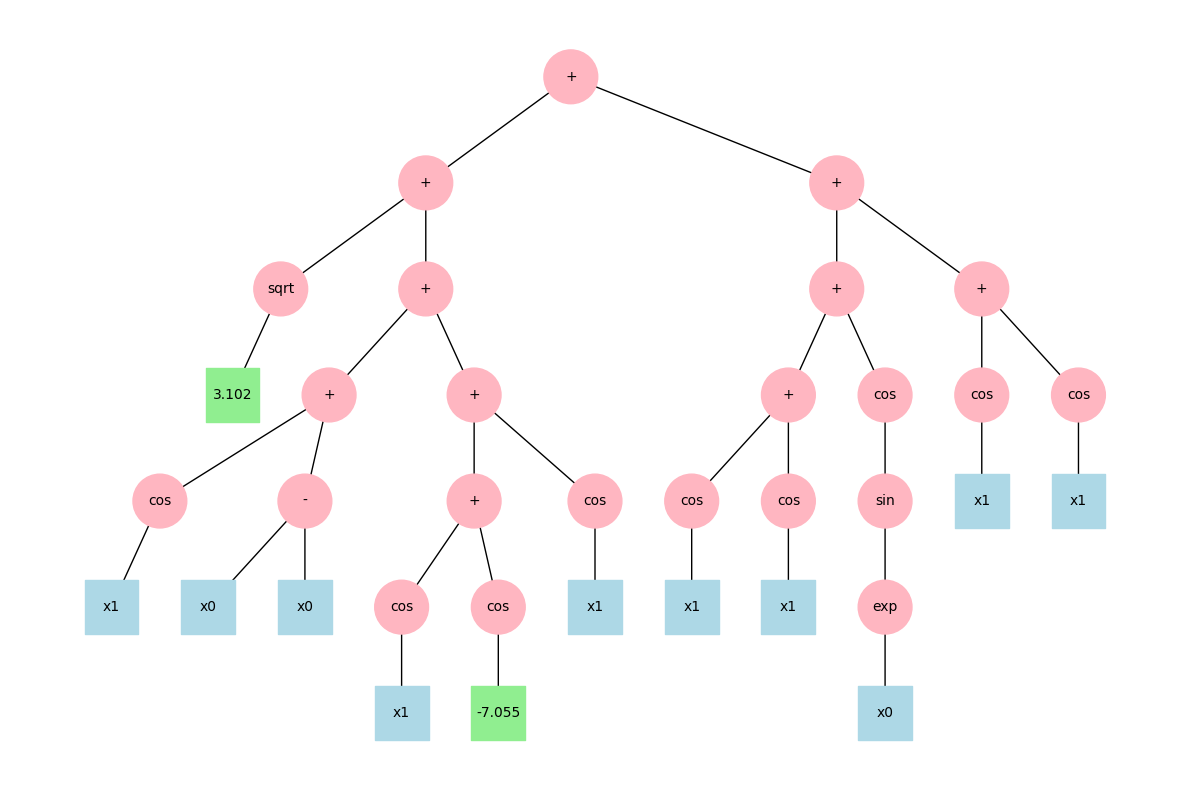 +
+ +
sqrt + + +
3.102 + + + cos cos cos
cos - + cos cos cos sin x1 x1
x1 x0 x0 cos cos x1 x1 x1 exp
x1 -7.055 x0